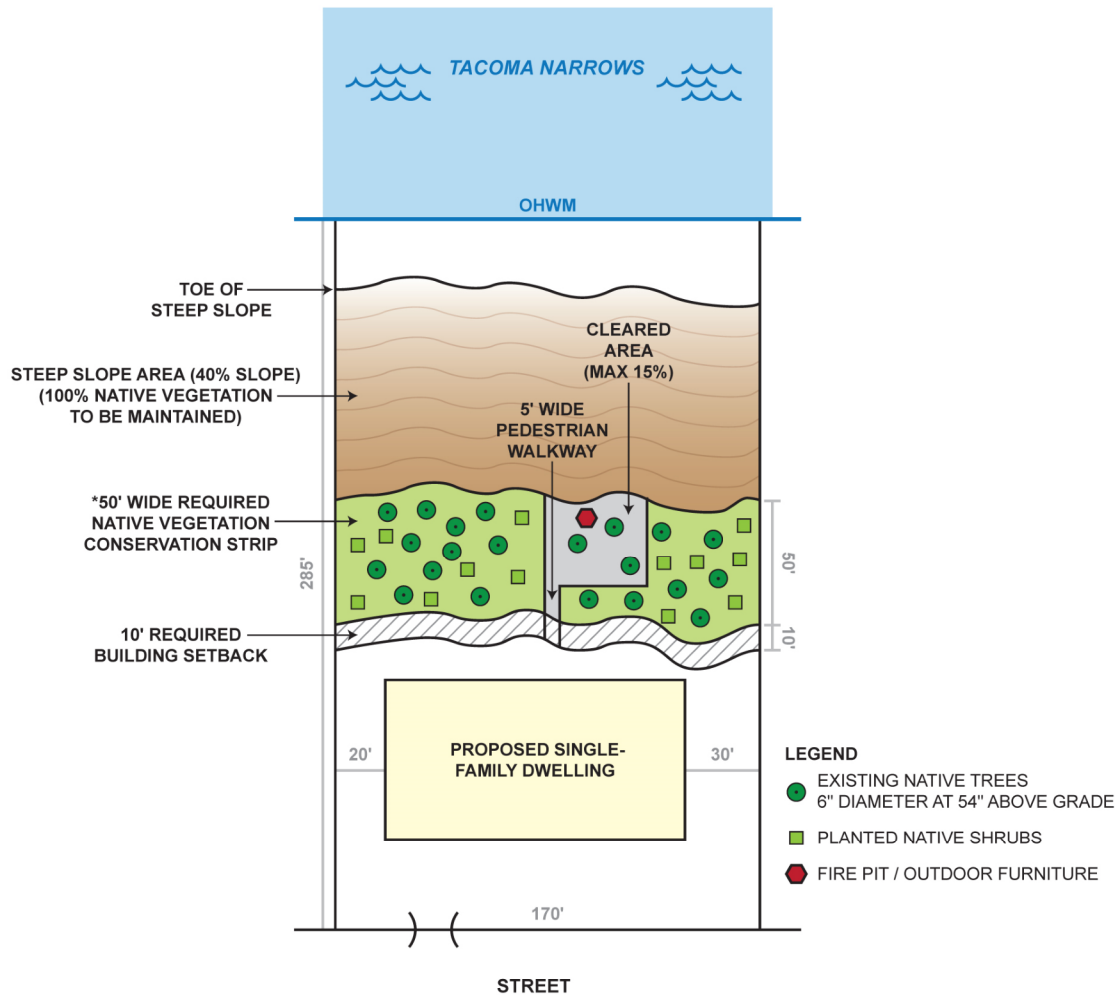 TACOMA NARROWS
OHWM
TOE OF
STEEP SLOPE
CLEARED
AREA
(MAX 15%)
STEEP SLOPE AREA (40% SLOPE)
(100% NATIVE VEGETATION
TO BE MAINTAINED)
5' WIDE
PEDESTRIAN
WALKWAY
*50' WIDE REQUIRED
NATIVE VEGETATION
CONSERVATION STRIP
285'
50'
10'
10' REQUIRED
BUILDING SETBACK
20'
PROPOSED SINGLE-
FAMILY DWELLING
30'
LEGEND
EXISTING NATIVE TREES
6" DIAMETER AT 54" ABOVE GRADE
PLANTED NATIVE SHRUBS
FIRE PIT / OUTDOOR FURNITURE
170'
STREET